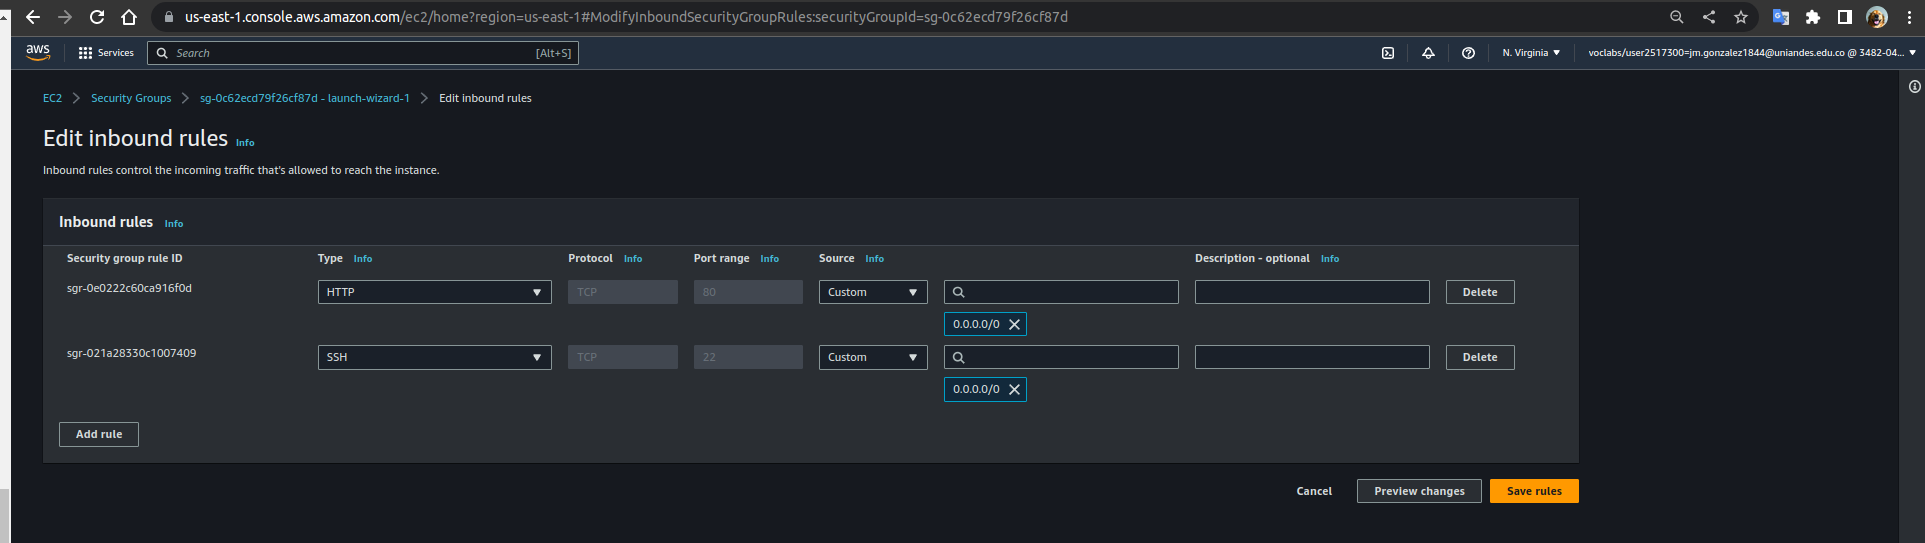 us-east-1.console.aws.amazon.com/ec2/home?region=us-east-1#ModifyInboundSecurityGroupRules:securityGroupId=sg-0c62ecd79f26cf87d
aws Services Search [Alt+S] N. Virginia voclabs/user2517300=jm.gonzalez1844@uniandes.edu.co @ 3482-04...
EC2 Security Groups sg-0c62ecd79f26cf87d - launch-wizard-1 Edit inbound rules
Edit inbound rules Info
Inbound rules control the incoming traffic that's allowed to reach the instance.
Inbound rules Info
Security group rule ID Type Info Protocol Info Port range Info Source Info Description - optional Info
sgr-0e0222c60ca916f0d HTTP TCP 80 Custom Delete
0.0.0.0/0
sgr-021a28330c1007409 SSH TCP 22 Custom Delete
0.0.0.0/0
Add rule
Cancel Preview changes Save rules